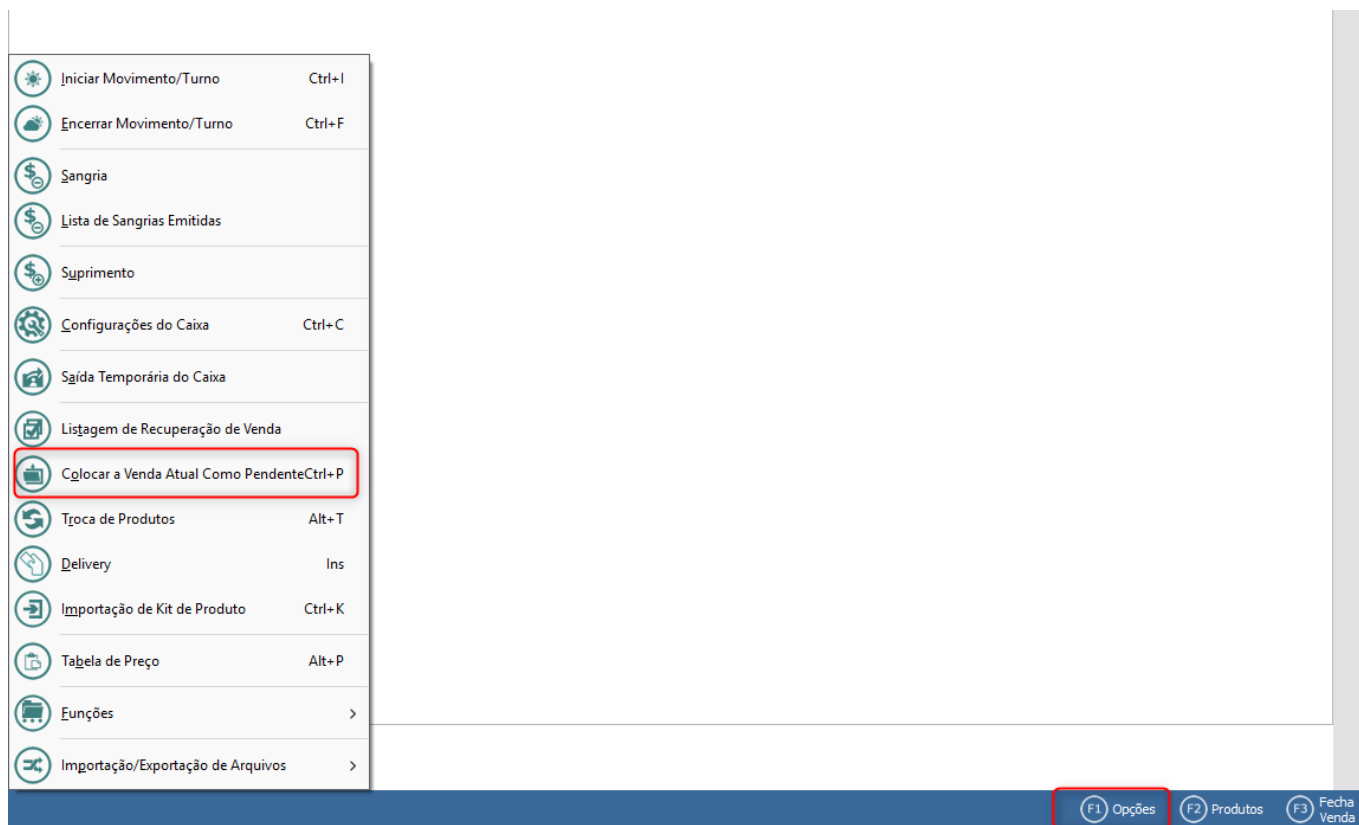 Iniciar Movimento/Turno Ctrl+I
Encerrar Movimento/Turno Ctrl+F
Sangria
Lista de Sangrias Emitidas
Suprimento
Configurações do Caixa Ctrl+C
Saída Temporária do Caixa
Listagem de Recuperação de Venda
Colocar a Venda Atual Como PendenteCtrl+P
Troca de Produtos Alt+T
Delivery Ins
Importação de Kit de Produto Ctrl+K
Tabela de Preço Alt+P
Funções
Importação/Exportação de Arquivos
F1 Opções F2 Produtos F3 Fecha
Venda